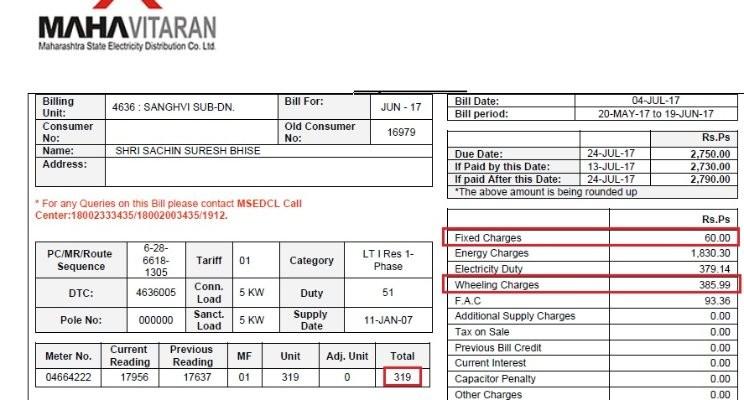 MAHAVITARAN
Maharashtra State Electricity Distribution Co. Ltd.
Billing Unit: 4636 : SANGHVI SUB-DN. Bill For: JUN - 17
Consumer No: Old Consumer No: 16979
Name: SHRI SACHIN SURESH BHISE
Address:
* For any Queries on this Bill please contact MSEDCL Call
Center:18002333435/18002003435/1912.
PC/MR/Route Sequence 6-28-6618-1305 Tariff 01 Category LT I Res 1-Phase
DTC: 4636005 Conn. Load 5 KW Duty 51
Pole No: 000000 Sanct. Load 5 KW Supply Date 11-JAN-07
Meter No. Current Reading Previous Reading MF Unit Adj. Unit Total
04664222 17956 17637 01 319 0 319
Bill Date: 04-JUL-17
Bill period: 20-MAY-17 to 19-JUN-17
Rs.Ps
Due Date: 24-JUL-17 2,750.00
If Paid by this Date: 13-JUL-17 2,730.00
If paid After this Date: 24-JUL-17 2,790.00
*The above amount is being rounded up
Rs.Ps
Fixed Charges 60.00
Energy Charges 1,830.30
Electricity Duty 379.14
Wheeling Charges 385.99
F.A.C 93.36
Additional Supply Charges 0.00
Tax on Sale 0.00
Previous Bill Credit 0.00
Current Interest 0.00
Capacitor Penalty 0.00
Other Charges 0.00